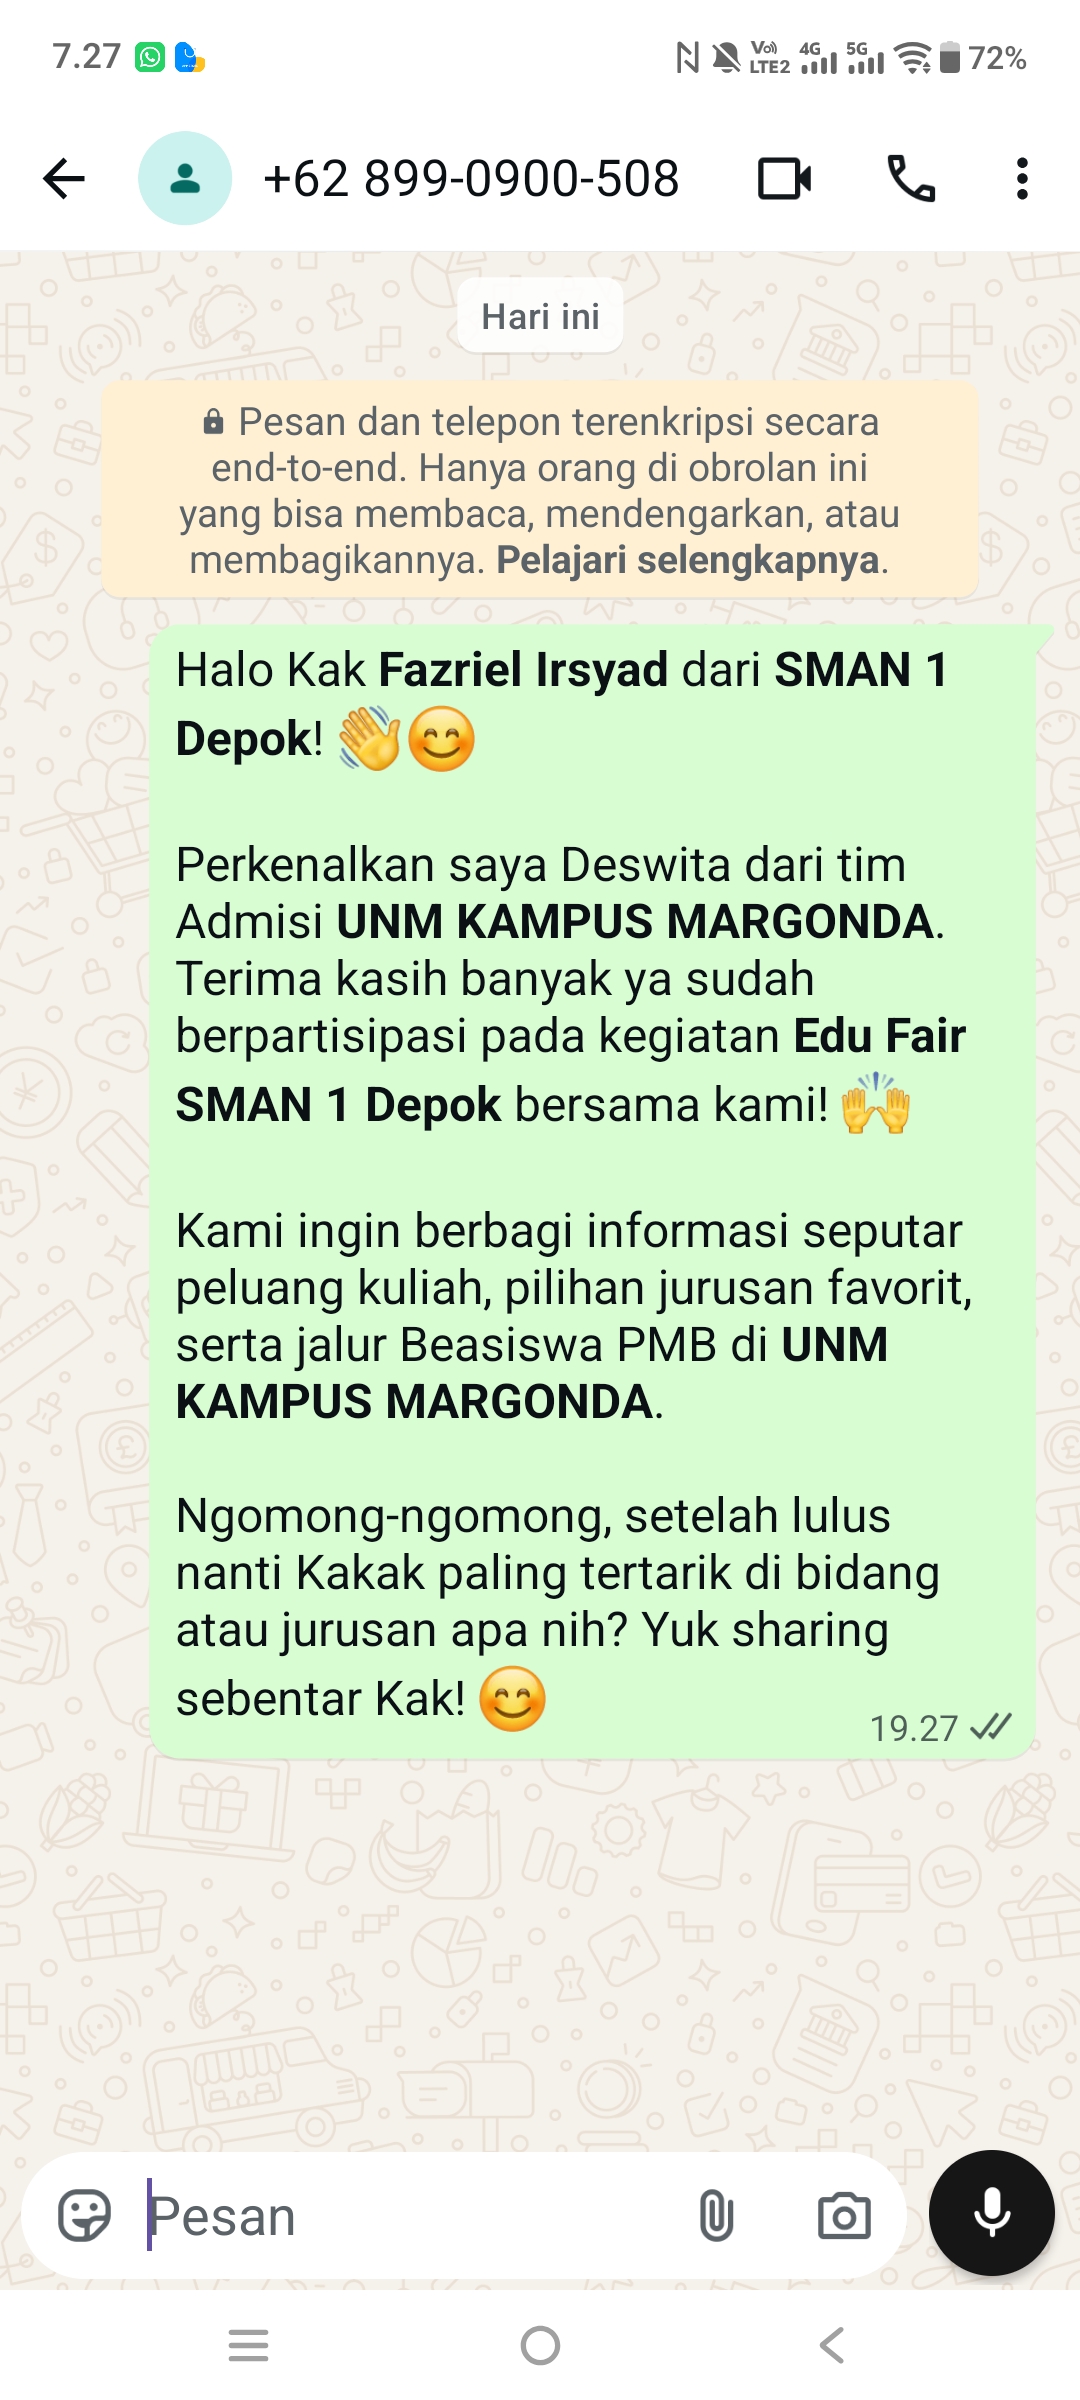 7.27
Vo)) LTE2 4G 5G 72%
+62 899-0900-508
Hari ini
Pesan dan telepon terenkripsi secara
end-to-end. Hanya orang di obrolan ini
yang bisa membaca, mendengarkan, atau
membagikannya. Pelajari selengkapnya.
Halo Kak Fazriel Irsyad dari SMAN 1
Depok! 👋😊
Perkenalkan saya Deswita dari tim
Admisi UNM KAMPUS MARGONDA.
Terima kasih banyak ya sudah
berpartisipasi pada kegiatan Edu Fair
SMAN 1 Depok bersama kami! 🙌
Kami ingin berbagi informasi seputar
peluang kuliah, pilihan jurusan favorit,
serta jalur Beasiswa PMB di UNM
KAMPUS MARGONDA.
Ngomong-ngomong, setelah lulus
nanti Kakak paling tertarik di bidang
atau jurusan apa nih? Yuk sharing
sebentar Kak! 😊
19.27
Pesan